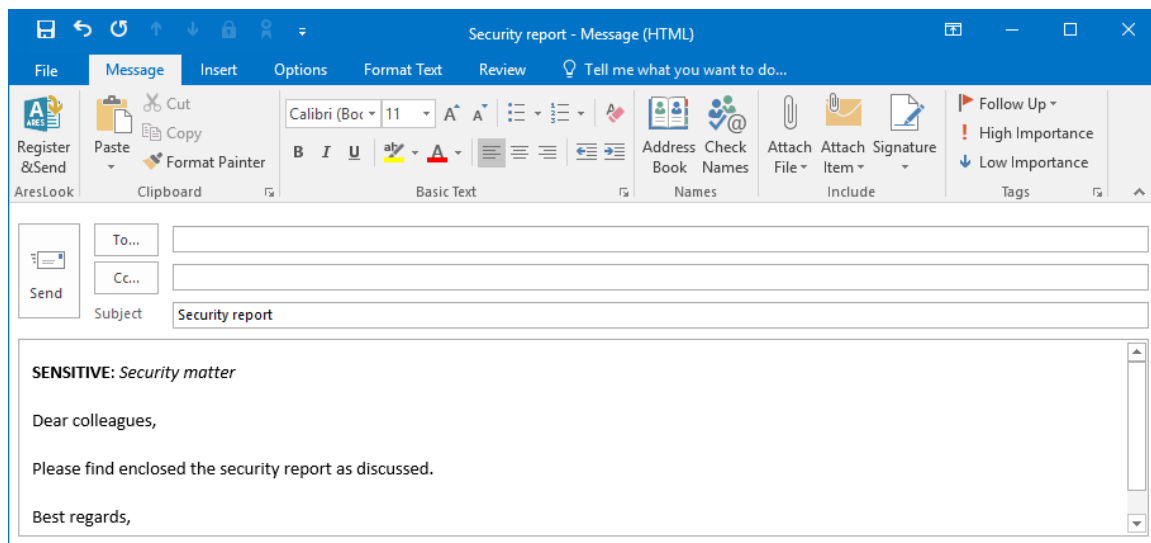 Security report - Message (HTML)
File Message Insert Options Format Text Review Tell me what you want to do...
ARES
Register &Send
AresLook
Paste
Cut
Copy
Format Painter
Clipboard
Calibri (Boc 11 A A
B I U aby A
Basic Text
Address Book
Check Names
Names
Attach File
Attach Item
Signature
Include
Follow Up
High Importance
Low Importance
Tags
Send
To...
Cc...
Subject Security report
SENSITIVE: Security matter
Dear colleagues,
Please find enclosed the security report as discussed.
Best regards,